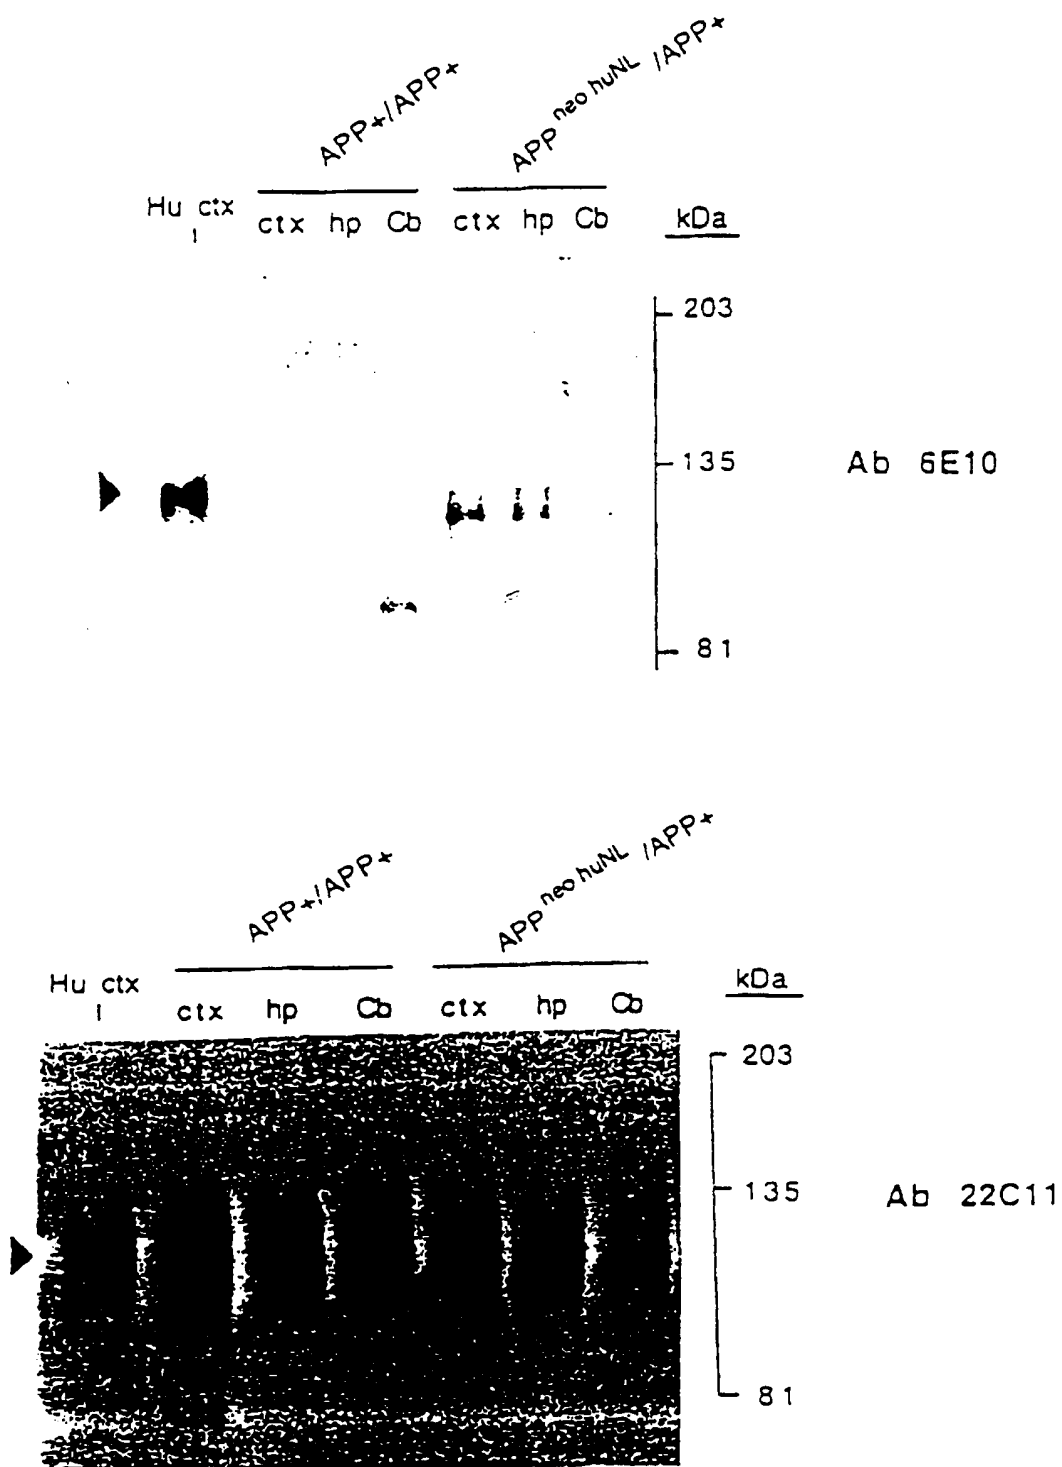 APP+/APP+
APP neo huNL /APP+
Hu ctx
ctx hp Cb ctx hp Cb
kDa
203
135
Ab 6E10
81
APP+/APP+
APP neo huNL /APP+
Hu ctx
ctx hp Cb ctx hp Cb
kDa
203
135
Ab 22C11
81